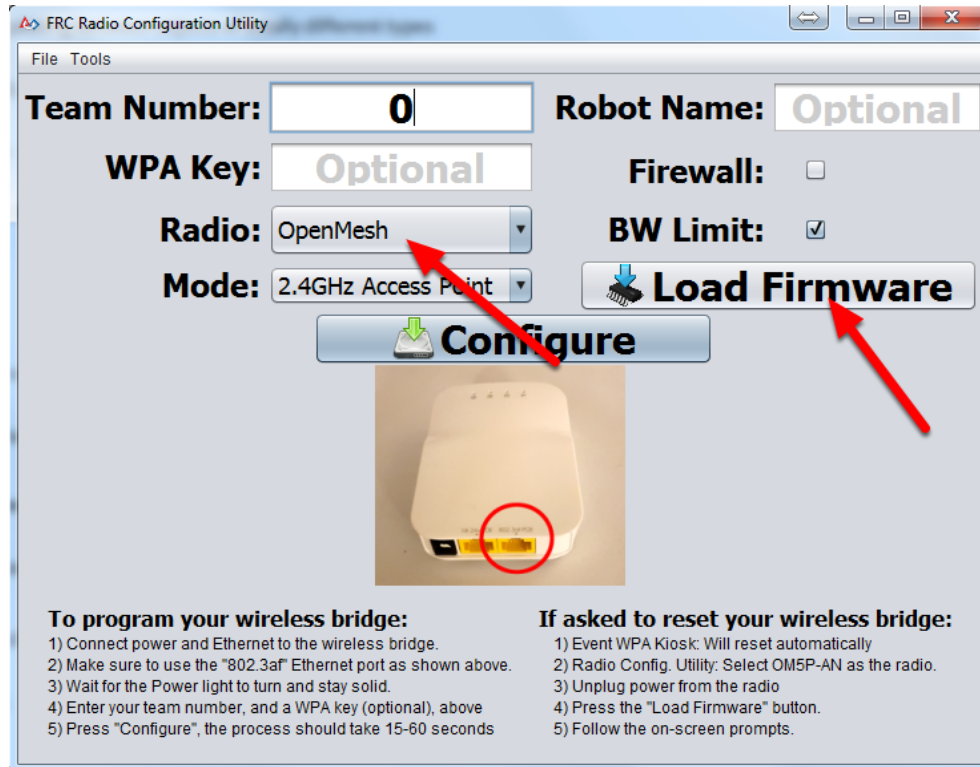 FRC Radio Configuration Utility
File Tools
Team Number: 0 Robot Name: Optional
WPA Key: Optional Firewall:
Radio: OpenMesh BW Limit:
Mode: 2.4GHz Access Point Load Firmware
Configure
To program your wireless bridge:
1) Connect power and Ethernet to the wireless bridge.
2) Make sure to use the "802.3af" Ethernet port as shown above.
3) Wait for the Power light to turn and stay solid.
4) Enter your team number, and a WPA key (optional), above
5) Press "Configure", the process should take 15-60 seconds
If asked to reset your wireless bridge:
1) Event WPA Kiosk: Will reset automatically
2) Radio Config. Utility: Select OM5P-AN as the radio.
3) Unplug power from the radio
4) Press the "Load Firmware" button.
5) Follow the on-screen prompts.